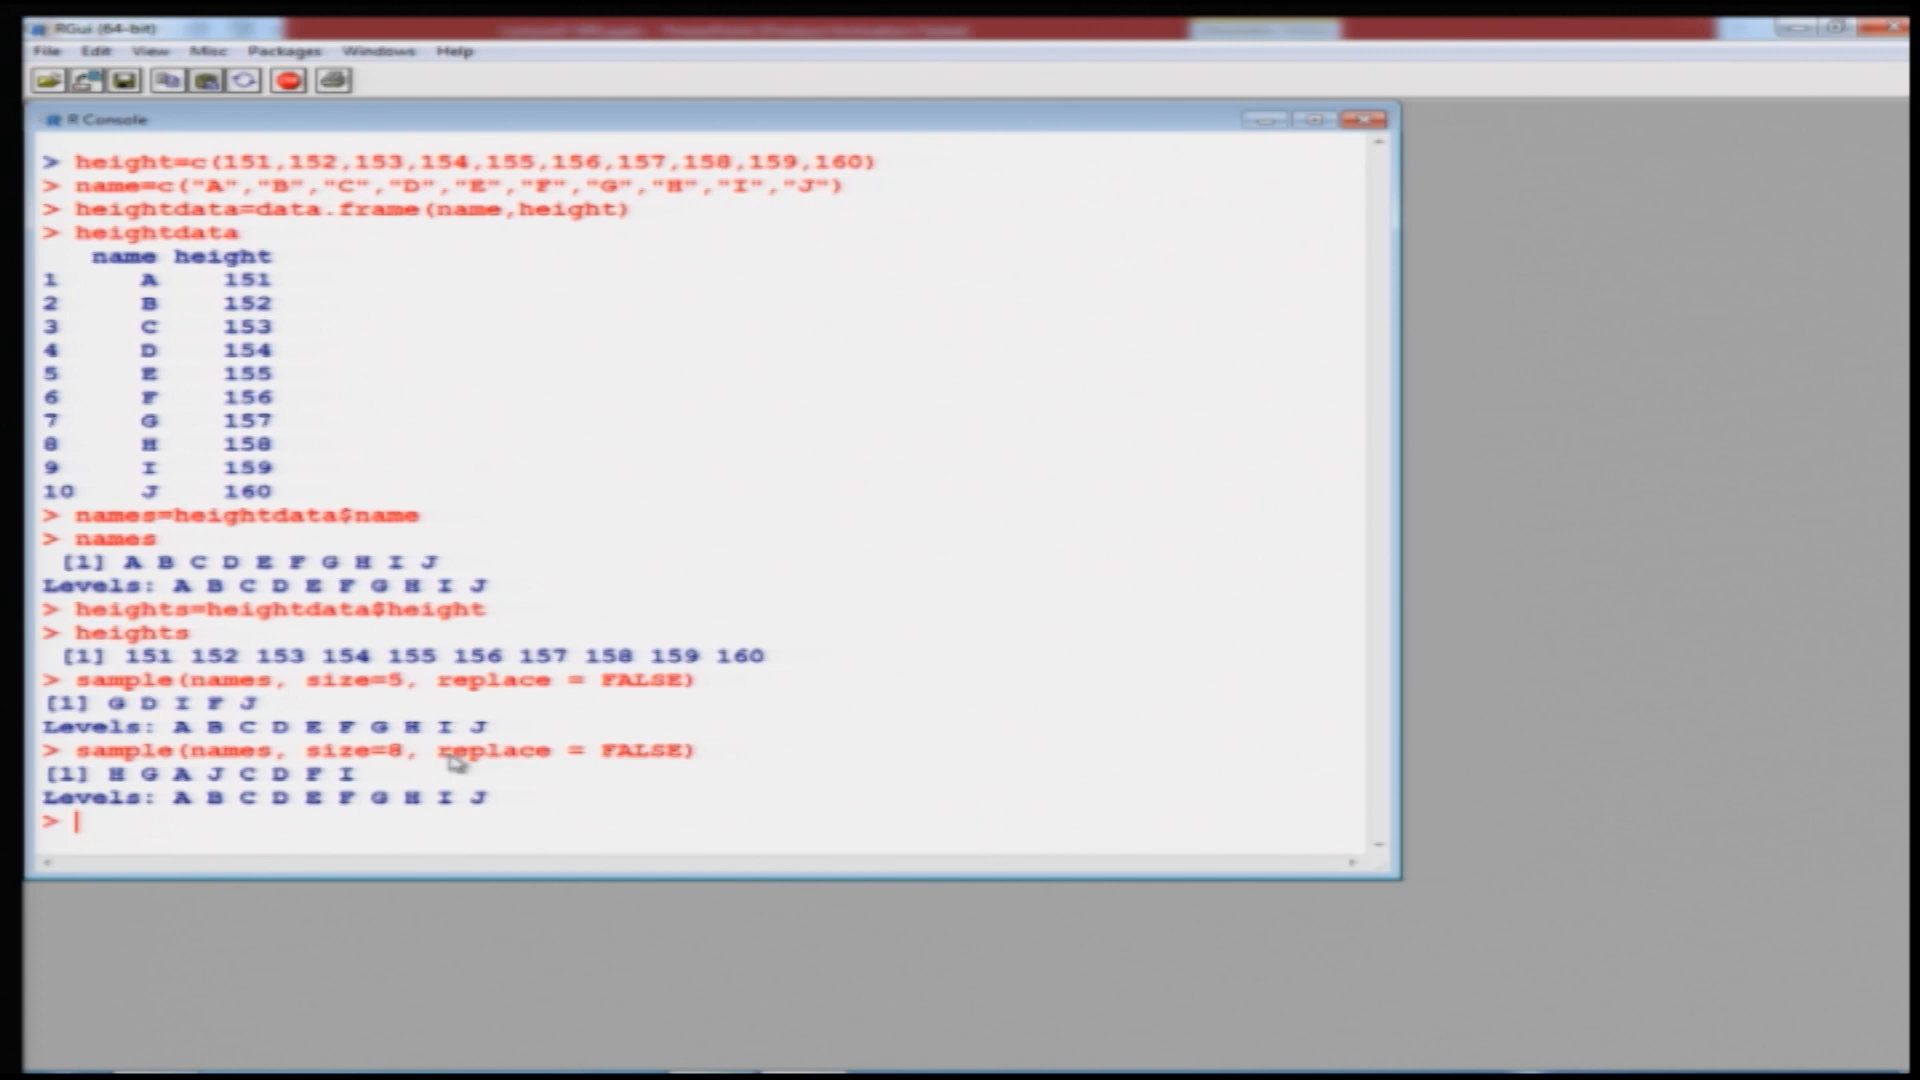 RGui (64-bit)
File Edit View Misc Packages Windows Help
R Console
> height=c(151,152,153,154,155,156,157,158,159,160)
> name=c("A","B","C","D","E","F","G","H","I","J")
> heightdata=data.frame(name,height)
> heightdata
name height
1 A 151
2 B 152
3 C 153
4 D 154
5 E 155
6 F 156
7 G 157
8 H 158
9 I 159
10 J 160
> names=heightdata$name
> names
[1] A B C D E F G H I J
Levels: A B C D E F G H I J
> heights=heightdata$height
> heights
[1] 151 152 153 154 155 156 157 158 159 160
> sample(names, size=5, replace = FALSE)
[1] G D I F J
Levels: A B C D E F G H I J
> sample(names, size=8, replace = FALSE)
[1] H G A J C D F I
Levels: A B C D E F G H I J
>